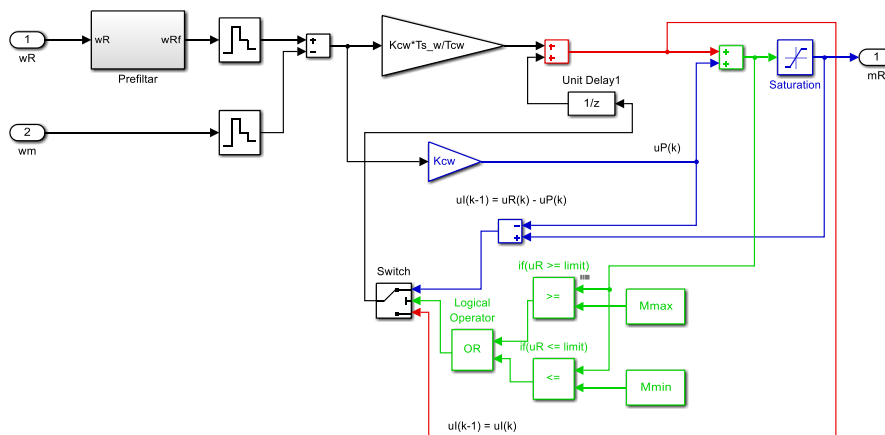 1
wR
wR
wRf
Prefiltar
+
−
Kcw*Ts_w/Tcw
+
+
+
+
Saturation
1
mR
Unit Delay1
1/z
2
wm
Kcw
uP(k)
uI(k-1) = uR(k) - uP(k)
−
+
Switch
if(uR >= limit)
>=
Mmax
Logical
Operator
OR
if(uR <= limit)
<=
Mmin
uI(k-1) = uI(k)